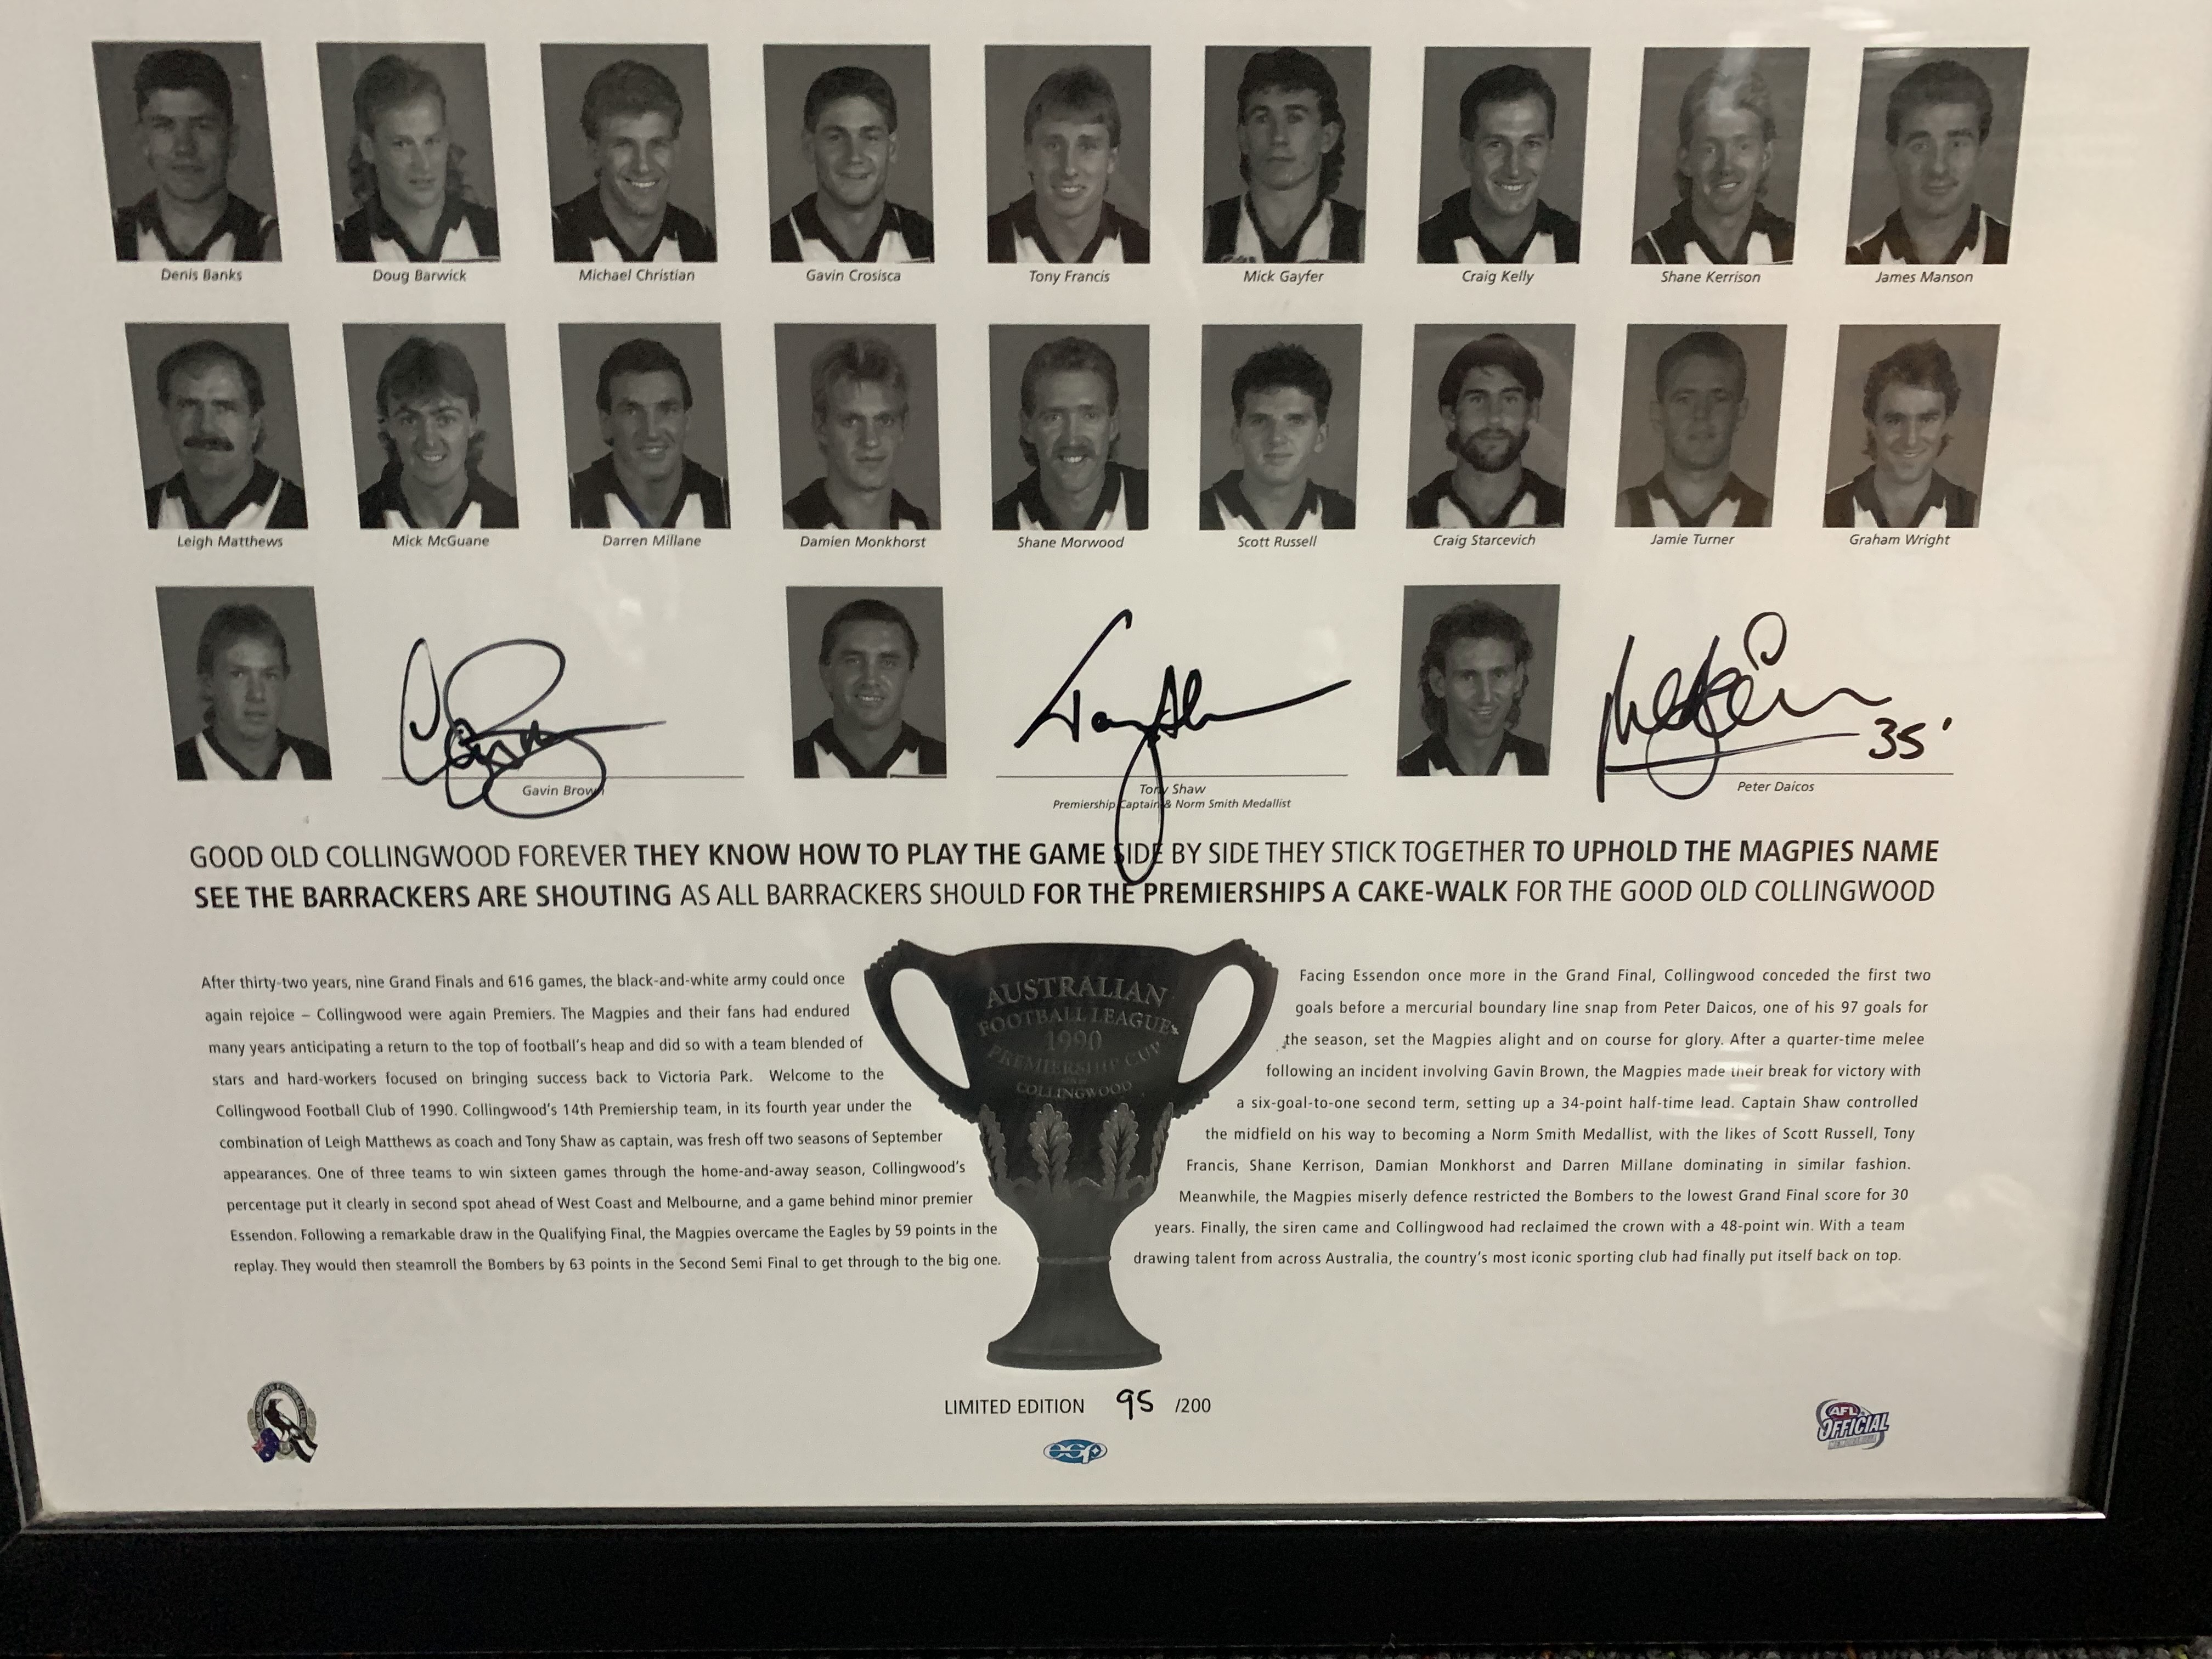 Denis Banks
Doug Barwick
Michael Christian
Gavin Crosisca
Tony Francis
Mick Gayfer
Craig Kelly
Shane Kerrison
James Manson
Leigh Matthews
Mick McGuane
Darren Millane
Damien Monkhorst
Shane Morwood
Scott Russell
Craig Starcevich
Jamie Turner
Graham Wright
Gavin Brown
Tony Shaw
Premiership Captain & Norm Smith Medallist
35
Peter Daicos
GOOD OLD COLLINGWOOD FOREVER THEY KNOW HOW TO PLAY THE GAME SIDE BY SIDE THEY STICK TOGETHER TO UPHOLD THE MAGPIES NAME
SEE THE BARRACKERS ARE SHOUTING AS ALL BARRACKERS SHOULD FOR THE PREMIERSHIPS A CAKE-WALK FOR THE GOOD OLD COLLINGWOOD
After thirty-two years, nine Grand Finals and 616 games, the black-and-white army could once
again rejoice – Collingwood were again Premiers. The Magpies and their fans had endured
many years anticipating a return to the top of football's heap and did so with a team blended of
stars and hard-workers focused on bringing success back to Victoria Park. Welcome to the
Collingwood Football Club of 1990. Collingwood's 14th Premiership team, in its fourth year under the
combination of Leigh Matthews as coach and Tony Shaw as captain, was fresh off two seasons of September
appearances. One of three teams to win sixteen games through the home-and-away season, Collingwood's
percentage put it clearly in second spot ahead of West Coast and Melbourne, and a game behind minor premier
Essendon. Following a remarkable draw in the Qualifying Final, the Magpies overcame the Eagles by 59 points in the
replay. They would then steamroll the Bombers by 63 points in the Second Semi Final to get through to the big one.
AUSTRALIAN
FOOTBALL LEAGUE
1990
PREMIERSHIP CUP
COLLINGWOOD
Facing Essendon once more in the Grand Final, Collingwood conceded the first two
goals before a mercurial boundary line snap from Peter Daicos, one of his 97 goals for
the season, set the Magpies alight and on course for glory. After a quarter-time melee
following an incident involving Gavin Brown, the Magpies made their break for victory with
a six-goal-to-one second term, setting up a 34-point half-time lead. Captain Shaw controlled
the midfield on his way to becoming a Norm Smith Medallist, with the likes of Scott Russell, Tony
Francis, Shane Kerrison, Damian Monkhorst and Darren Millane dominating in similar fashion.
Meanwhile, the Magpies miserly defence restricted the Bombers to the lowest Grand Final score for 30
years. Finally, the siren came and Collingwood had reclaimed the crown with a 48-point win. With a team
drawing talent from across Australia, the country's most iconic sporting club had finally put itself back on top.
LIMITED EDITION 95 /200
esp
AFL
OFFICIAL
MEMORABILIA